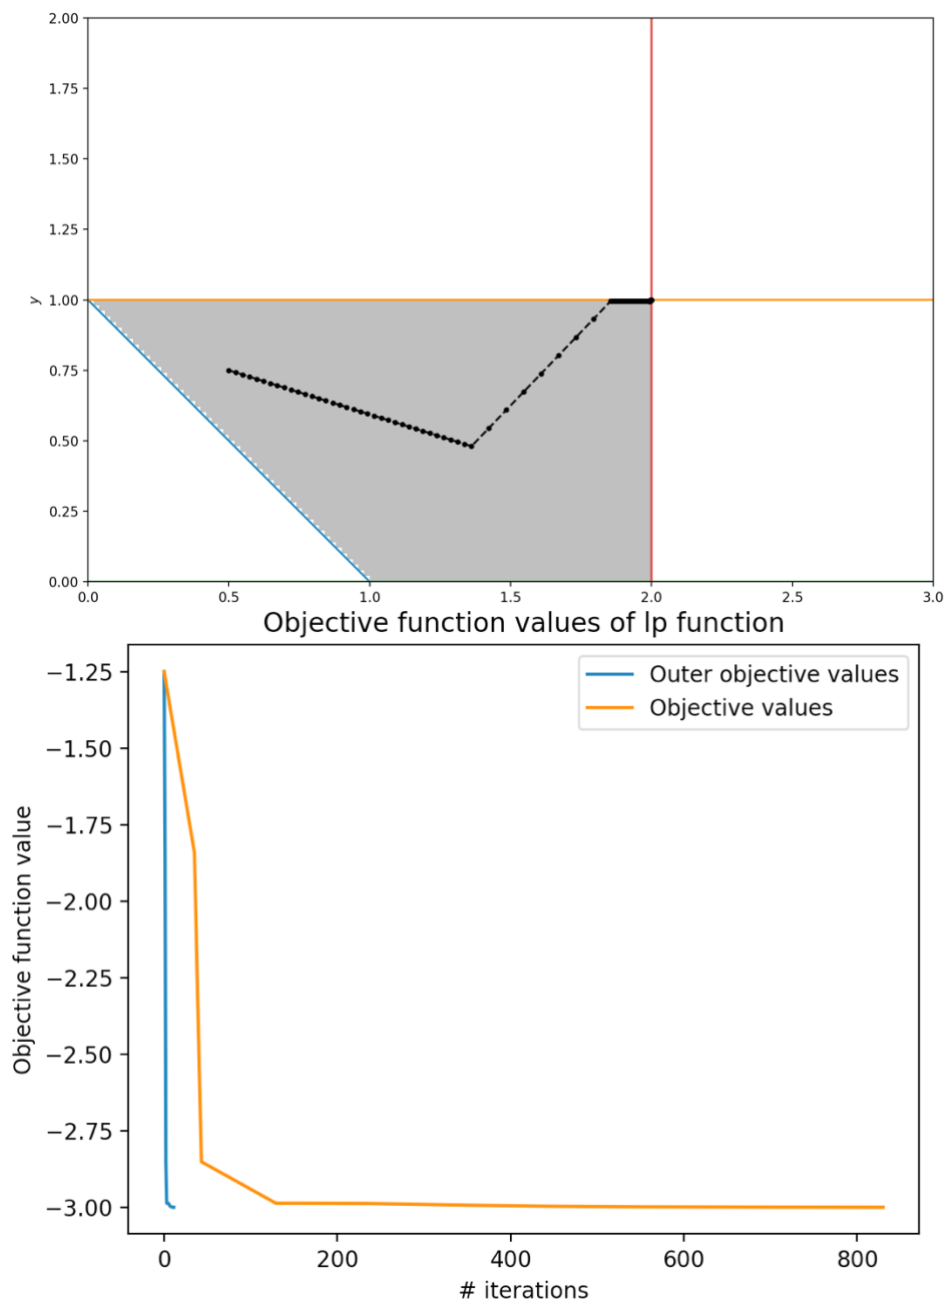 2.00
1.75
1.50
1.25
1.00
0.75
0.50
0.25
0.00
y
0.0 0.5 1.0 1.5 2.0 2.5 3.0
Objective function values of lp function
Outer objective values
Objective values
−1.25
−1.50
−1.75
−2.00
−2.25
−2.50
−2.75
−3.00
Objective function value
0 200 400 600 800
# iterations